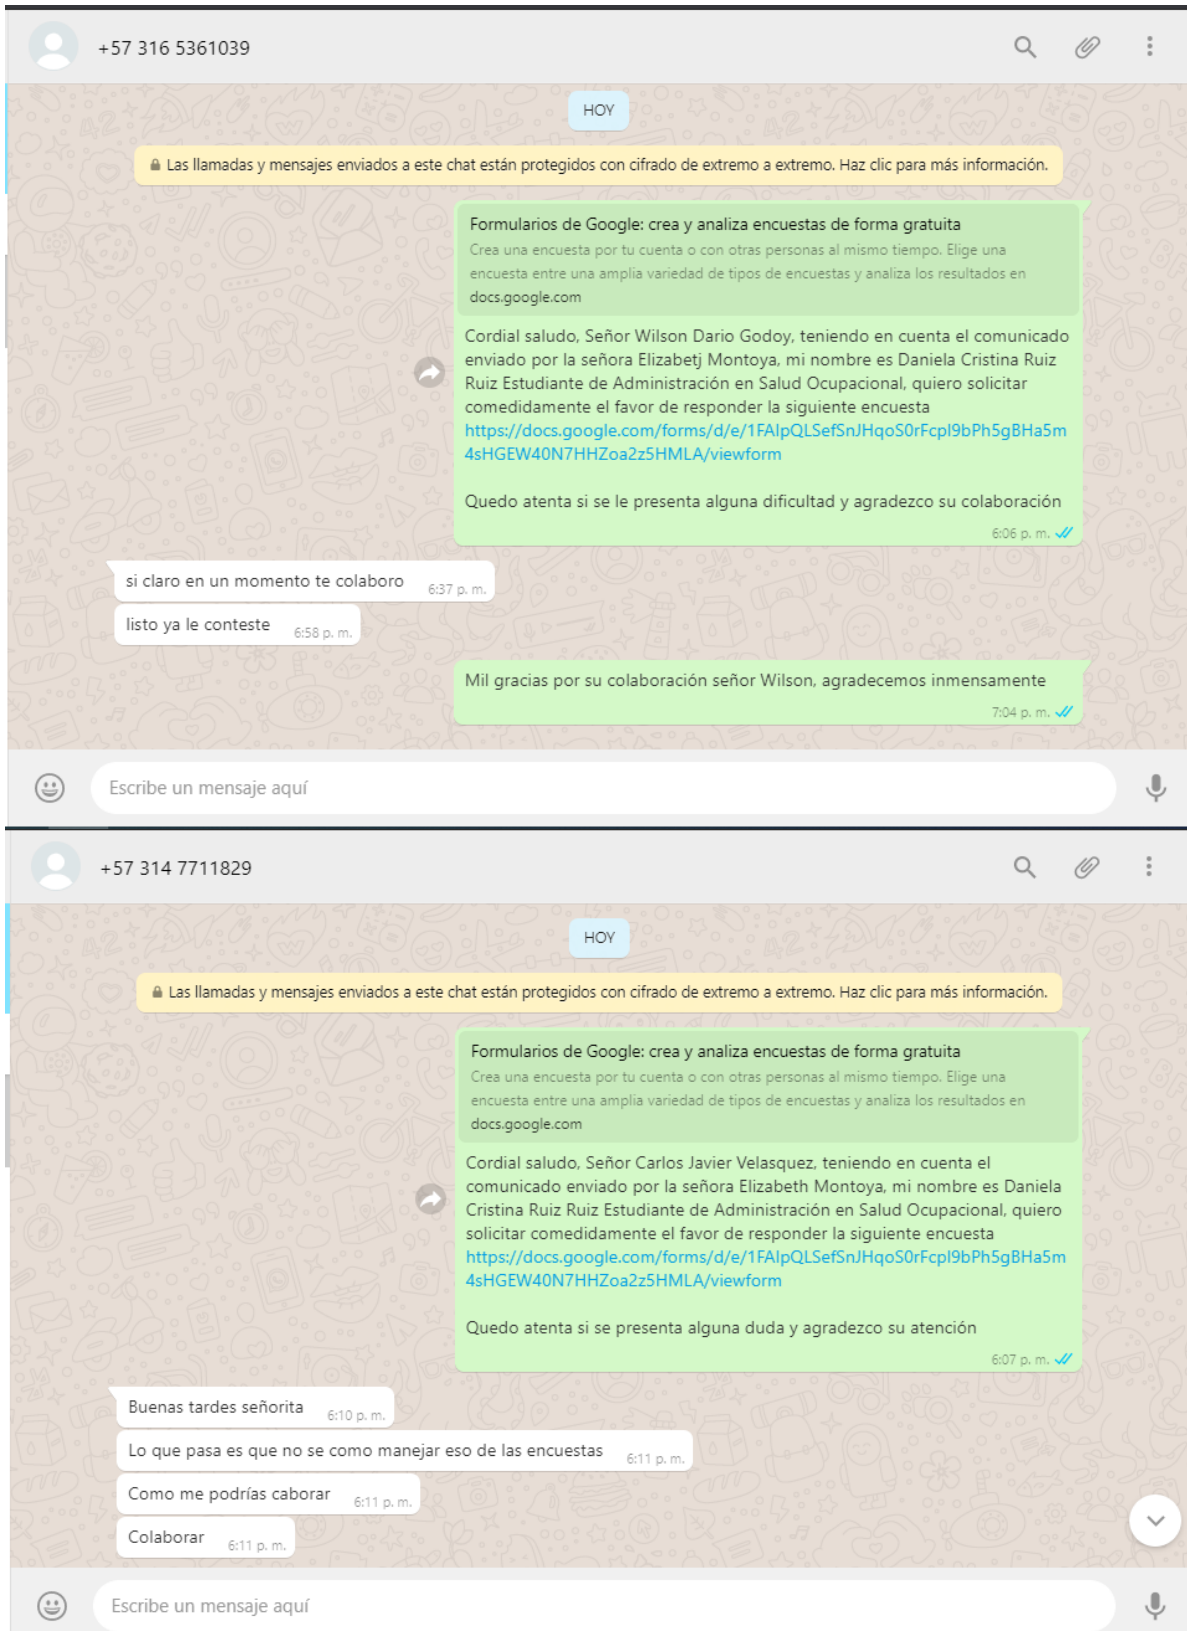 +57 316 5361039
HOY
Las llamadas y mensajes enviados a este chat están protegidos con cifrado de extremo a extremo. Haz clic para más información.
Formularios de Google: crea y analiza encuestas de forma gratuita
Crea una encuesta por tu cuenta o con otras personas al mismo tiempo. Elige una
encuesta entre una amplia variedad de tipos de encuestas y analiza los resultados en
docs.google.com
Cordial saludo, Señor Wilson Dario Godoy, teniendo en cuenta el comunicado
enviado por la señora Elizabetj Montoya, mi nombre es Daniela Cristina Ruiz
Ruiz Estudiante de Administración en Salud Ocupacional, quiero solicitar
comedidamente el favor de responder la siguiente encuesta
https://docs.google.com/forms/d/e/1FAIpQLSefSnJHqoS0rFcpI9bPh5gBHa5m
4sHGEW40N7HHZoa2z5HMLA/viewform
Quedo atenta si se le presenta alguna dificultad y agradezco su colaboración
6:06 p. m.
si claro en un momento te colaboro 6:37 p. m.
listo ya le conteste 6:58 p. m.
Mil gracias por su colaboración señor Wilson, agradecemos inmensamente
7:04 p. m.
Escribe un mensaje aquí
+57 314 7711829
HOY
Las llamadas y mensajes enviados a este chat están protegidos con cifrado de extremo a extremo. Haz clic para más información.
Formularios de Google: crea y analiza encuestas de forma gratuita
Crea una encuesta por tu cuenta o con otras personas al mismo tiempo. Elige una
encuesta entre una amplia variedad de tipos de encuestas y analiza los resultados en
docs.google.com
Cordial saludo, Señor Carlos Javier Velasquez, teniendo en cuenta el
comunicado enviado por la señora Elizabeth Montoya, mi nombre es Daniela
Cristina Ruiz Ruiz Estudiante de Administración en Salud Ocupacional, quiero
solicitar comedidamente el favor de responder la siguiente encuesta
https://docs.google.com/forms/d/e/1FAIpQLSefSnJHqoS0rFcpI9bPh5gBHa5m
4sHGEW40N7HHZoa2z5HMLA/viewform
Quedo atenta si se presenta alguna duda y agradezco su atención
6:07 p. m.
Buenas tardes señorita 6:10 p. m.
Lo que pasa es que no se como manejar eso de las encuestas 6:11 p. m.
Como me podrías caborar 6:11 p. m.
Colaborar 6:11 p. m.
Escribe un mensaje aquí